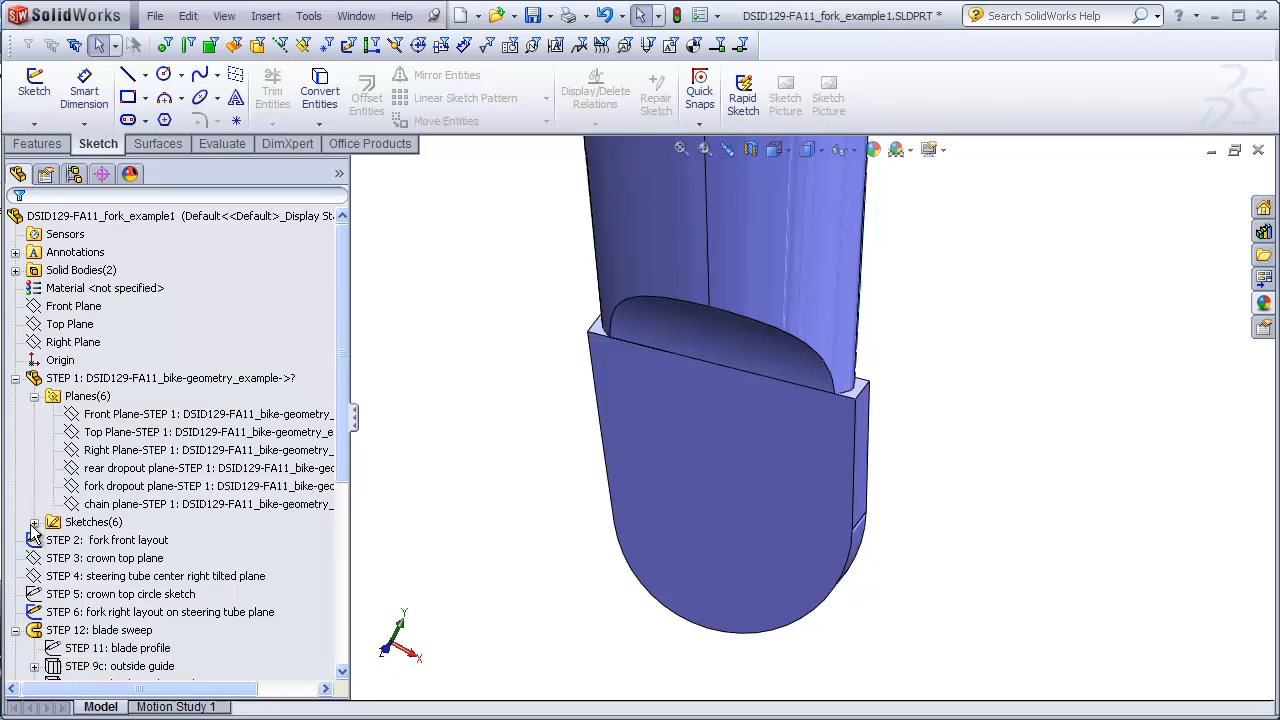 SolidWorks File Edit View Insert Tools Window Help DSID129-FA11_fork_example1.SLDPRT * Search SolidWorks Help
Sketch Smart Dimension Trim Entities Convert Entities Offset Entities Mirror Entities Linear Sketch Pattern Move Entities Display/Delete Relations Repair Sketch Quick Snaps Rapid Sketch Sketch Picture Sketch Picture
Features Sketch Surfaces Evaluate DimXpert Office Products
DSID129-FA11_fork_example1 (Default<<Default>_Display St
Sensors
Annotations
Solid Bodies(2)
Material <not specified>
Front Plane
Top Plane
Right Plane
Origin
STEP 1: DSID129-FA11_bike-geometry_example->?
Planes(6)
Front Plane-STEP 1: DSID129-FA11_bike-geometry_
Top Plane-STEP 1: DSID129-FA11_bike-geometry_e
Right Plane-STEP 1: DSID129-FA11_bike-geometry_
rear dropout plane-STEP 1: DSID129-FA11_bike-geo
fork dropout plane-STEP 1: DSID129-FA11_bike-geo
chain plane-STEP 1: DSID129-FA11_bike-geometry_
Sketches(6)
STEP 2: fork front layout
STEP 3: crown top plane
STEP 4: steering tube center right tilted plane
STEP 5: crown top circle sketch
STEP 6: fork right layout on steering tube plane
STEP 12: blade sweep
STEP 11: blade profile
STEP 9c: outside guide
Y
X
Z
Model Motion Study 1